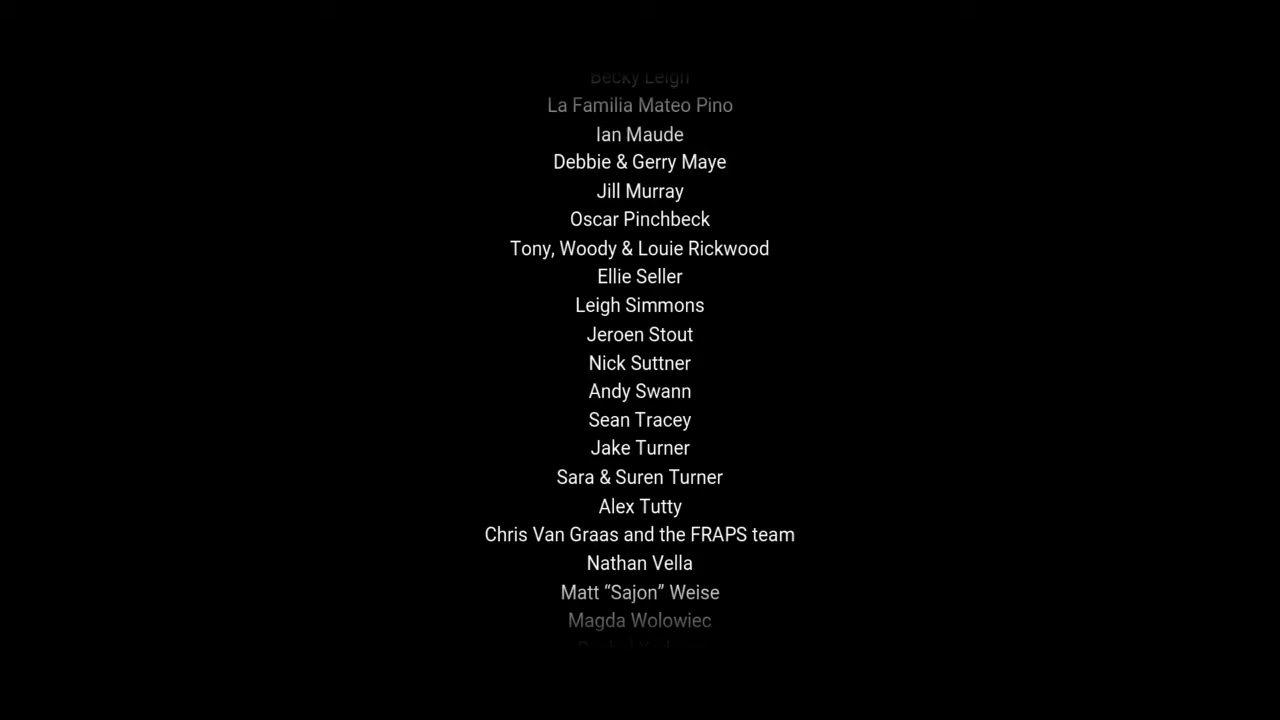 Becky Leigh
La Familia Mateo Pino
Ian Maude
Debbie & Gerry Maye
Jill Murray
Oscar Pinchbeck
Tony, Woody & Louie Rickwood
Ellie Seller
Leigh Simmons
Jeroen Stout
Nick Suttner
Andy Swann
Sean Tracey
Jake Turner
Sara & Suren Turner
Alex Tutty
Chris Van Graas and the FRAPS team
Nathan Vella
Matt “Sajon” Weise
Magda Wolowiec